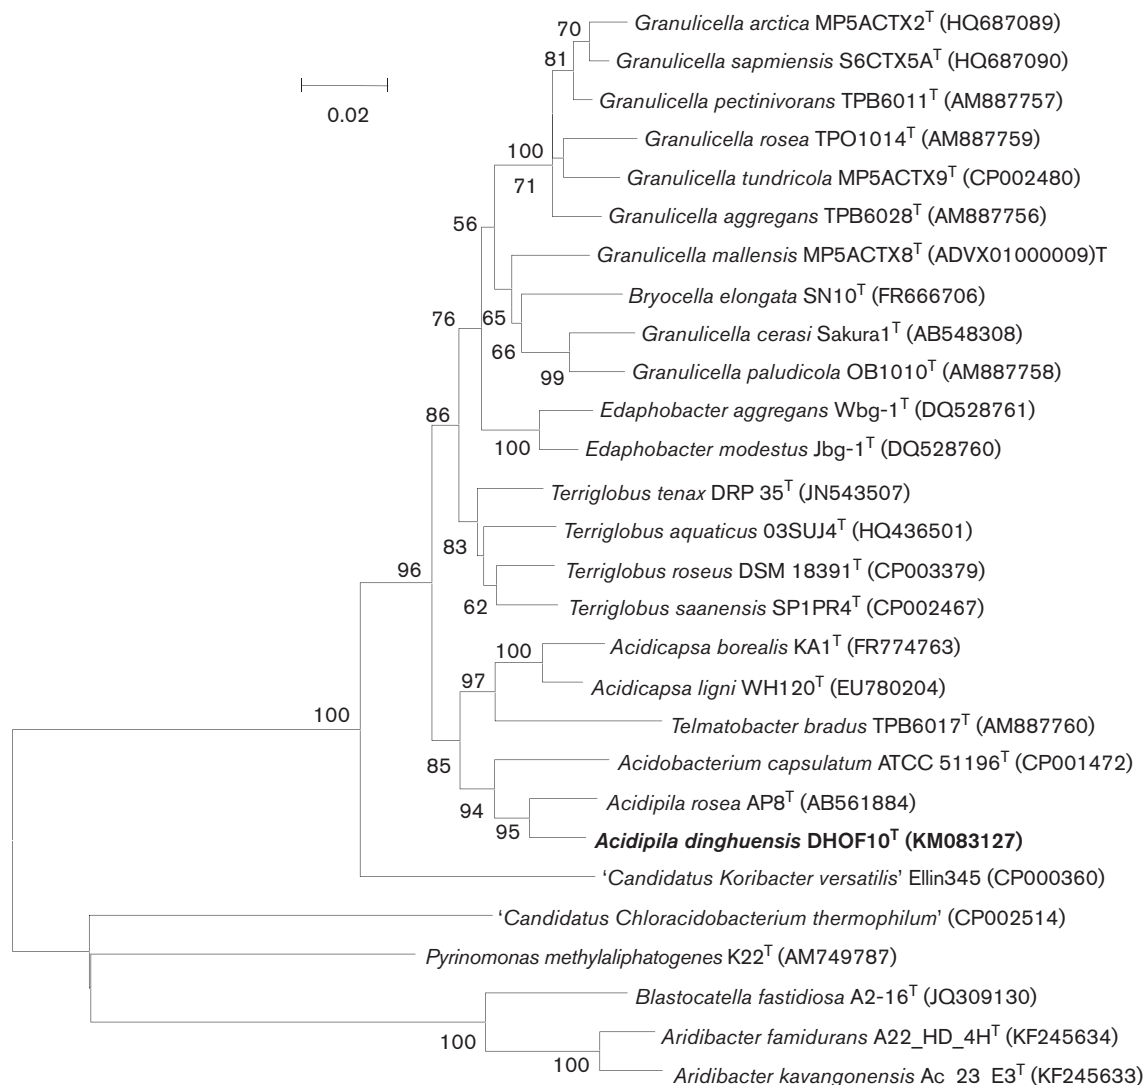 70
Granulicella arctica MP5ACTX2T (HQ687089)
81
Granulicella sapmiensis S6CTX5AT (HQ687090)
0.02
Granulicella pectinivorans TPB6011T (AM887757)
Granulicella rosea TPO1014T (AM887759)
100
71
Granulicella tundricola MP5ACTX9T (CP002480)
Granulicella aggregans TPB6028T (AM887756)
56
Granulicella mallensis MP5ACTX8T (ADVX01000009)T
Bryocella elongata SN10T (FR666706)
76
65
Granulicella cerasi Sakura1T (AB548308)
66
Granulicella paludicola OB1010T (AM887758)
99
Edaphobacter aggregans Wbg-1T (DQ528761)
86
Edaphobacter modestus Jbg-1T (DQ528760)
100
Terriglobus tenax DRP 35T (JN543507)
Terriglobus aquaticus 03SUJ4T (HQ436501)
83
Terriglobus roseus DSM 18391T (CP003379)
96
Terriglobus saanensis SP1PR4T (CP002467)
62
Acidicapsa borealis KA1T (FR774763)
100
Acidicapsa ligni WH120T (EU780204)
97
Telmatobacter bradus TPB6017T (AM887760)
100
Acidobacterium capsulatum ATCC 51196T (CP001472)
85
Acidipila rosea AP8T (AB561884)
94
95
Acidipila dinghuensis DHOF10T (KM083127)
‘Candidatus Koribacter versatilis’ Ellin345 (CP000360)
‘Candidatus Chloracidobacterium thermophilum’ (CP002514)
Pyrinomonas methylaliphatogenes K22T (AM749787)
Blastocatella fastidiosa A2-16T (JQ309130)
Aridibacter famidurans A22_HD_4HT (KF245634)
100
100
Aridibacter kavangonensis Ac_23_E3T (KF245633)